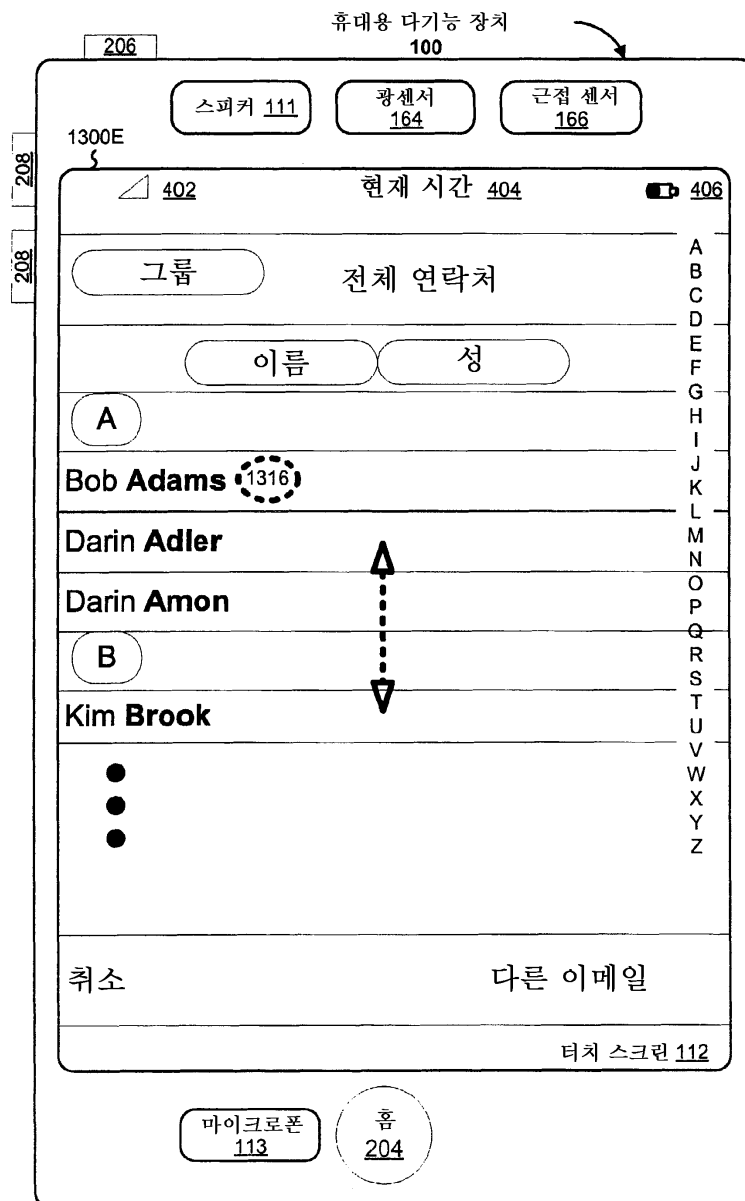 휴대용 다기능 장치
100
206
스피커 111
광센서
164
근접 센서
166
1300E
208
208
402
현재 시간 404
406
그룹
전체 연락처
이름
성
A
Bob Adams 1316
Darin Adler
Darin Amon
B
Kim Brook
A
B
C
D
E
F
G
H
I
J
K
L
M
N
O
P
Q
R
S
T
U
V
W
X
Y
Z
취소
다른 이메일
터치 스크린 112
마이크로폰
113
홈
204